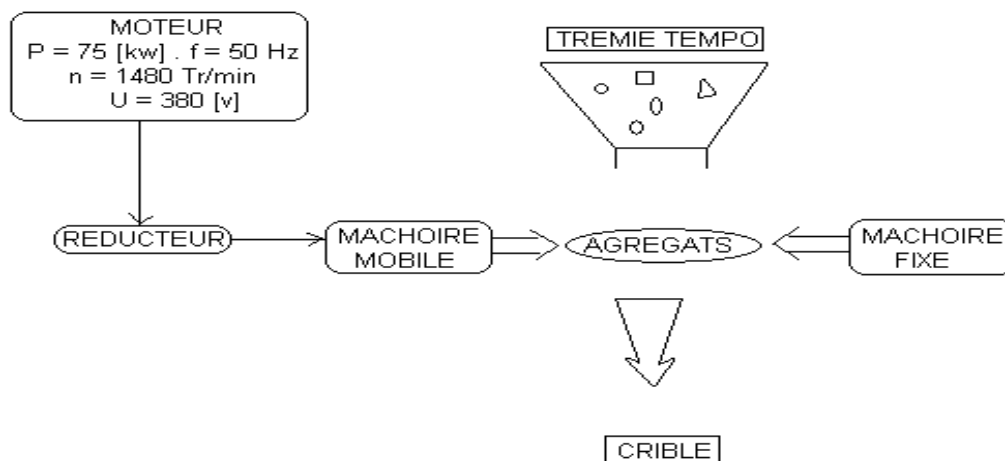 MOTEUR
P = 75 [kw] . f = 50 Hz
n = 1480 Tr/min
U = 380 [v]
TREMIE TEMPO
REDUCTEUR
MACHOIRE
MOBILE
AGREGATS
MACHOIRE
FIXE
CRIBLE